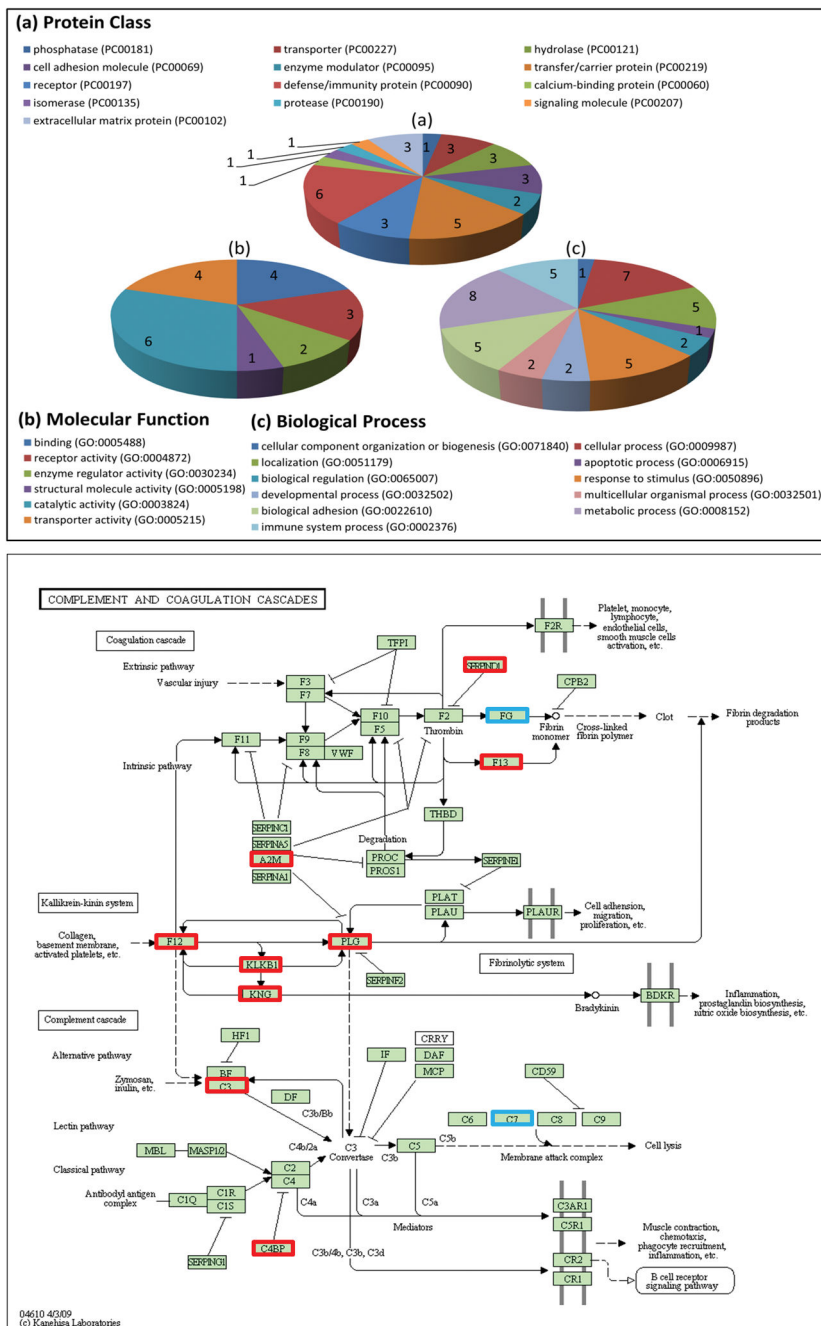 (a) Protein Class
phosphatase (PC00181)
transporter (PC00227)
hydrolase (PC00121)
cell adhesion molecule (PC00069)
enzyme modulator (PC00095)
transfer/carrier protein (PC00219)
receptor (PC00197)
defense/immunity protein (PC00090)
calcium-binding protein (PC00060)
isomerase (PC00135)
protease (PC00190)
signaling molecule (PC00207)
extracellular matrix protein (PC00102)
(a)
1
3
3
3
2
5
3
6
1
1
1
1
3
(b)
4
3
2
1
6
4
(c)
1
7
5
1
2
5
2
2
5
8
5
(b) Molecular Function
binding (GO:0005488)
receptor activity (GO:0004872)
enzyme regulator activity (GO:0030234)
structural molecule activity (GO:0005198)
catalytic activity (GO:0003824)
transporter activity (GO:0005215)
(c) Biological Process
cellular component organization or biogenesis (GO:0071840)
cellular process (GO:0009987)
localization (GO:0051179)
apoptotic process (GO:0006915)
biological regulation (GO:0065007)
response to stimulus (GO:0050896)
developmental process (GO:0032502)
multicellular organismal process (GO:0032501)
biological adhesion (GO:0022610)
metabolic process (GO:0008152)
immune system process (GO:0002376)
COMPLEMENT AND COAGULATION CASCADES
Coagulation cascade
Extrinsic pathway
Vascular injury
TFPI
SERPIND1
F2R
Platelet, monocyte,
lymphocyte,
endothelial cells,
smooth muscle cells
activation, etc.
CPB2
F3
F7
F10
F5
F2
Thrombin
FG
Fibrin
monomer
Cross-linked
fibrin polymer
Clot
Fibrin degradation
products
F11
F9
F8
VWF
Intrinsic pathway
F13
THBD
SERPINC1
SERPINA5
A2M
SERPINA1
Degradation
PROC
PROS1
SERPINE1
PLAT
PLAU
PLAUR
Cell adhension,
migration,
proliferation, etc.
Kallikrein-kinin system
Collagen,
basement membrane,
activated platelets, etc.
F12
PLG
KLKB1
KNG
SERPINF2
Fibrinolytic system
Bradykinin
BDKR
Inflammation,
prostaglandin biosynthesis,
nitric oxide biosynthesis, etc.
Complement cascade
Alternative pathway
Zymosan,
inulin, etc.
HF1
BF
C3
DF
C3b/Bb
IF
CRRY
DAF
MCP
CD59
C6
C7
C8
C9
Lectin pathway
MBL
MASP1/2
C4b/2a
C3
Convertase
C3b
C5
C5b
Membrane attack complex
Cell lysis
Classical pathway
C2
C4
Antibodyl antigen
complex
C1Q
C1R
C1S
SERPING1
C4BP
C4a
C3a
C5a
Mediators
C3b/4b, C3b, C3d
C3AR1
C5R1
CR2
CR1
Muscle contraction,
chemotaxis,
phagocyte recruitment,
inflammation, etc.
B cell receptor
signaling pathway
04610 4/3/09
(c) Kanehisa Laboratories